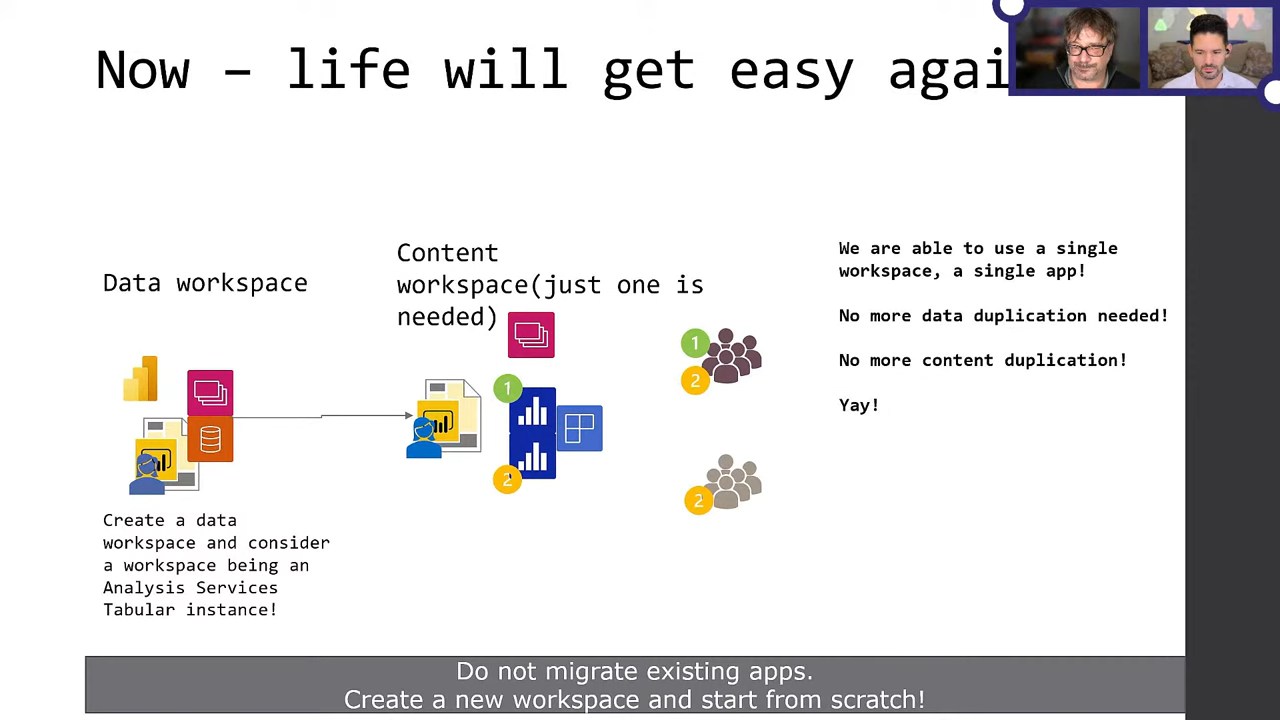 Now – life will get easy agai
Data workspace
Content
workspace(just one is
needed)
1
2
1
2
2
Create a data
workspace and consider
a workspace being an
Analysis Services
Tabular instance!
We are able to use a single
workspace, a single app!
No more data duplication needed!
No more content duplication!
Yay!
Do not migrate existing apps.
Create a new workspace and start from scratch!